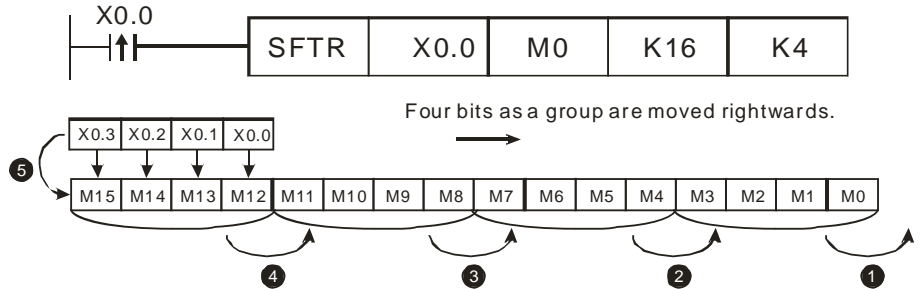 X0.0
SFTR X0.0 M0 K16 K4
Four bits as a group are moved rightwards.
X0.3 X0.2 X0.1 X0.0
5
M15 M14 M13 M12 M11 M10 M9 M8 M7 M6 M5 M4 M3 M2 M1 M0
4 3 2 1